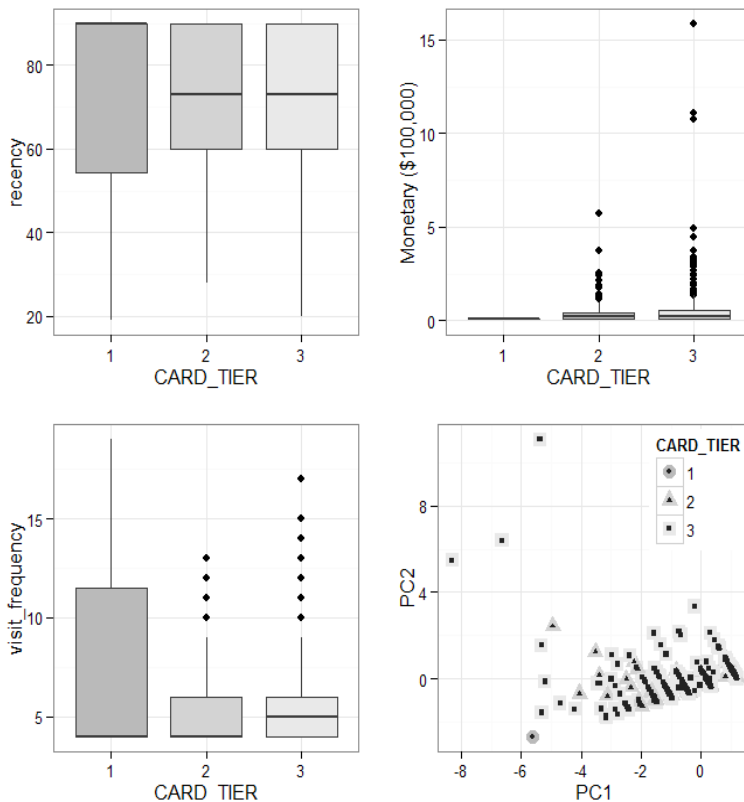 recency
80
60
40
20
1 2 3
CARD_TIER
Monetary ($100,000)
15
10
5
0
1 2 3
CARD_TIER
visit_frequency
15
10
5
1 2 3
CARD_TIER
PC2
8
4
0
-8 -6 -4 -2 0
PC1
CARD_TIER
1
2
3